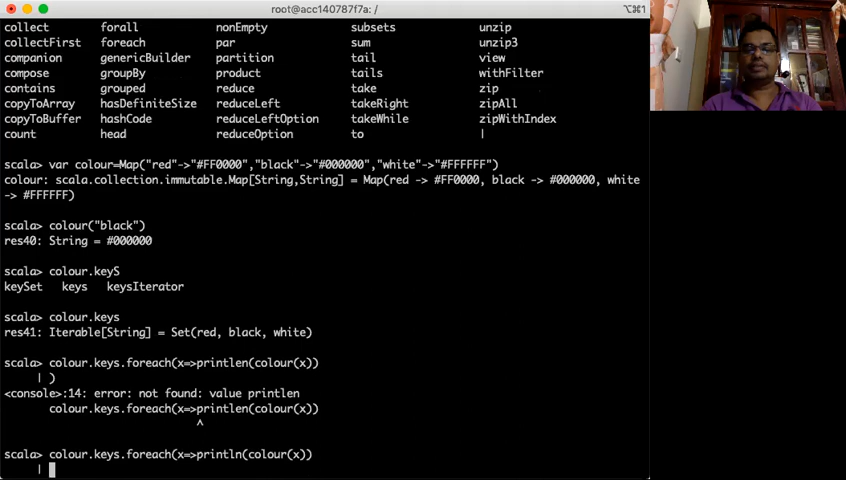 root@acc140787f7a: /
⌥⌘1
collect forall nonEmpty subsets unzip
collectFirst foreach par sum unzip3
companion genericBuilder partition tail view
compose groupBy product tails withFilter
contains grouped reduce take zip
copyToArray hasDefiniteSize reduceLeft takeRight zipAll
copyToBuffer hashCode reduceLeftOption takeWhile zipWithIndex
count head reduceOption to |
scala> var colour=Map("red"->"#FF0000","black"->"#000000","white"->"#FFFFFF")
colour: scala.collection.immutable.Map[String,String] = Map(red -> #FF0000, black -> #000000, white
-> #FFFFFF)
scala> colour("black")
res40: String = #000000
scala> colour.keyS
keySet keys keysIterator
scala> colour.keys
res41: Iterable[String] = Set(red, black, white)
scala> colour.keys.foreach(x=>printlen(colour(x))
| )
<console>:14: error: not found: value printlen
colour.keys.foreach(x=>printlen(colour(x))
^
scala> colour.keys.foreach(x=>println(colour(x))
|